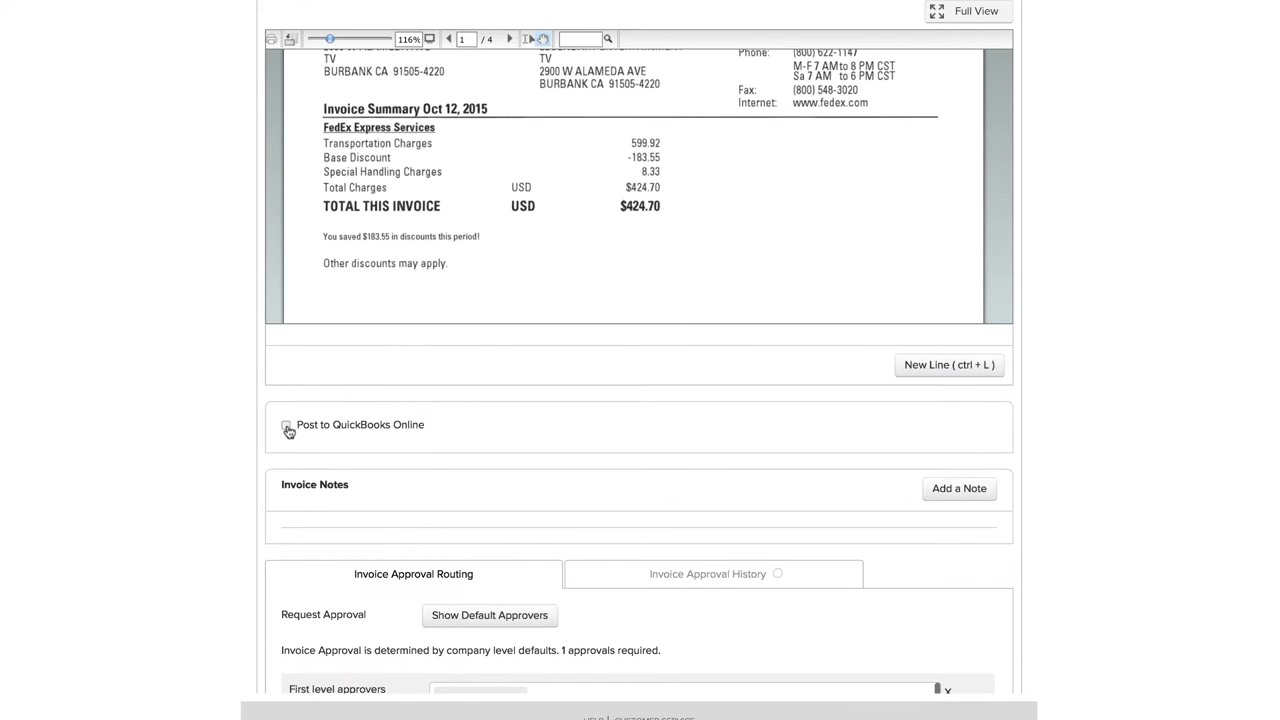 Full View
116%
1 / 4
TV
BURBANK CA 91505-4220
TV
2900 W ALAMEDA AVE
BURBANK CA 91505-4220
Phone: (800) 622-1147
M-F 7 AM to 8 PM CST
Sa 7 AM to 6 PM CST
Fax: (800) 548-3020
Internet: www.fedex.com
Invoice Summary Oct 12, 2015
FedEx Express Services
Transportation Charges 599.92
Base Discount -183.55
Special Handling Charges 8.33
Total Charges USD $424.70
TOTAL THIS INVOICE USD $424.70
You saved $183.55 in discounts this period!
Other discounts may apply.
New Line ( ctrl + L )
Post to QuickBooks Online
Invoice Notes
Add a Note
Invoice Approval Routing
Invoice Approval History
Request Approval
Show Default Approvers
Invoice Approval is determined by company level defaults. 1 approvals required.
First level approvers
x
HELP | CUSTOMER SERVICE